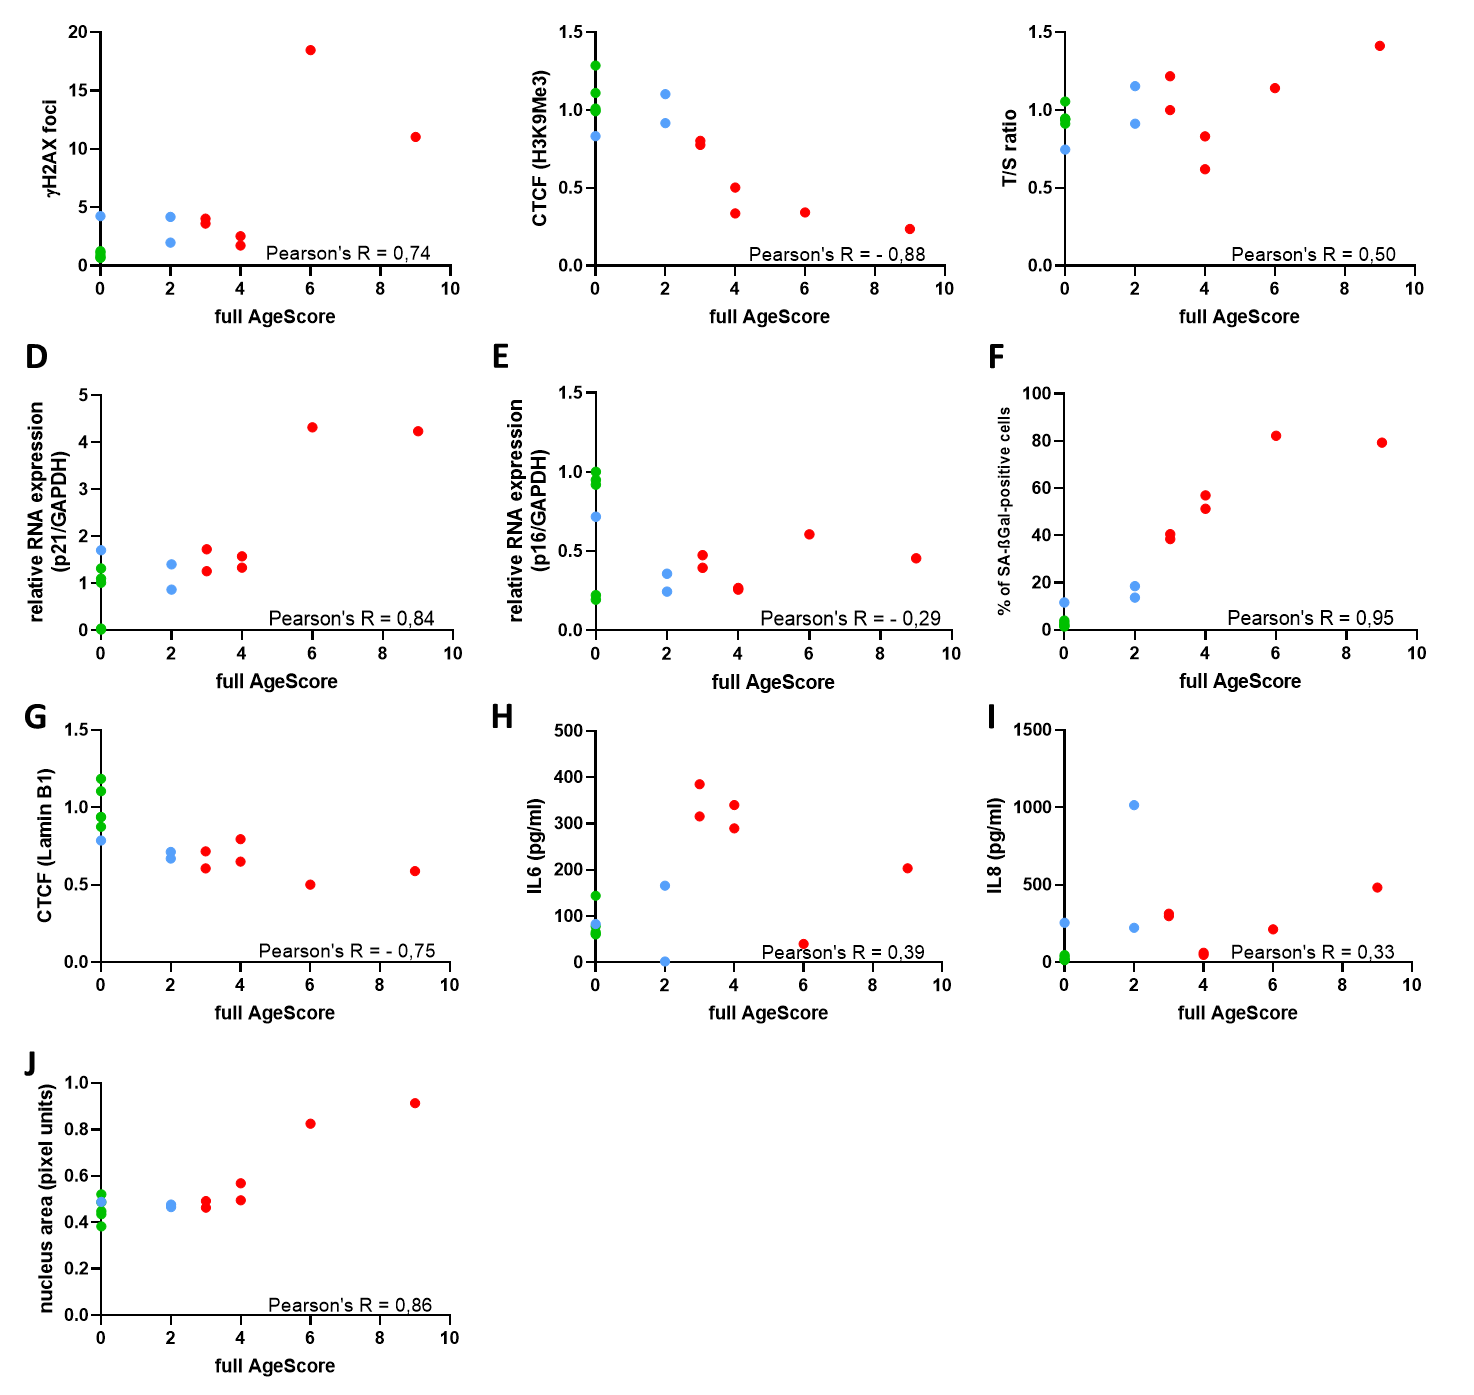 20
15
10
5
0
γH2AX foci
Pearson's R = 0,74
0 2 4 6 8 10
full AgeScore
1.5
1.0
0.5
0.0
CTCF (H3K9Me3)
Pearson's R = - 0,88
0 2 4 6 8 10
full AgeScore
1.5
1.0
0.5
0.0
T/S ratio
Pearson's R = 0,50
0 2 4 6 8 10
full AgeScore
D
5
4
3
2
1
0
relative RNA expression
(p21/GAPDH)
Pearson's R = 0,84
0 2 4 6 8 10
full AgeScore
E
1.5
1.0
0.5
0.0
relative RNA expression
(p16/GAPDH)
Pearson's R = - 0,29
0 2 4 6 8 10
full AgeScore
F
100
80
60
40
20
0
% of SA-ßGal-positive cells
Pearson's R = 0,95
0 2 4 6 8 10
full AgeScore
G
1.5
1.0
0.5
0.0
CTCF (Lamin B1)
Pearson's R = - 0,75
0 2 4 6 8 10
full AgeScore
H
500
400
300
200
100
0
IL6 (pg/ml)
Pearson's R = 0,39
0 2 4 6 8 10
full AgeScore
I
1500
1000
500
0
IL8 (pg/ml)
Pearson's R = 0,33
0 2 4 6 8 10
full AgeScore
J
1.0
0.8
0.6
0.4
0.2
0.0
nucleus area (pixel units)
Pearson's R = 0,86
0 2 4 6 8 10
full AgeScore